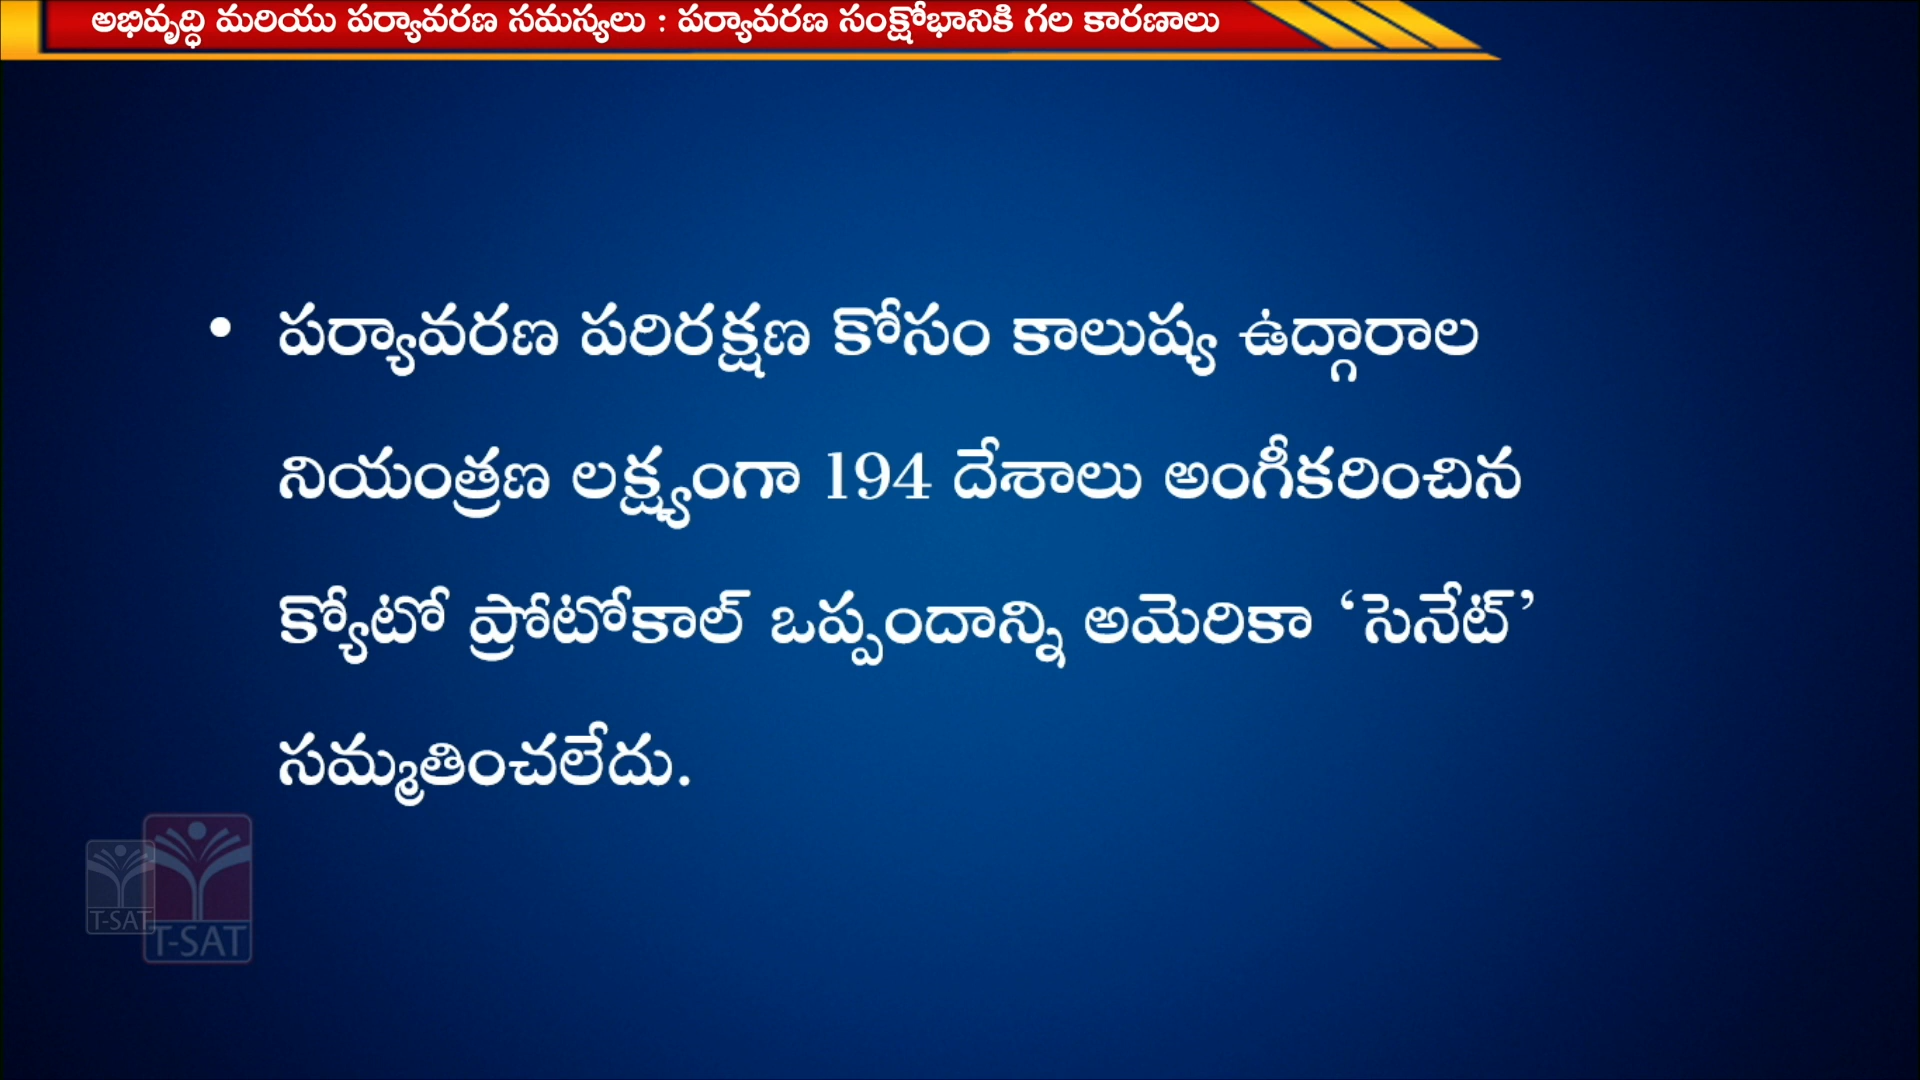 అభివృద్ధి మరియు పర్యావరణ సమస్యలు : పర్యావరణ సంక్షోభానికి గల కారణాలు
• పర్యావరణ పరిరక్షణ కోసం కాలుష్య ఉద్గారాల
నియంత్రణ లక్ష్యంగా 194 దేశాలు అంగీకరించిన
క్యోటో ప్రోటోకాల్ ఒప్పందాన్ని అమెరికా ‘సెనేట్’
సమ్మతించలేదు.
T-SAT
T-SAT